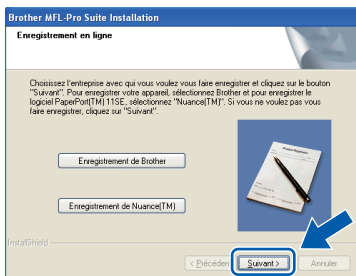 Brother MFL-Pro Suite Installation
Enregistrement en ligne
Choisissez l'entreprise avec qui vous voulez vous faire enregistrer et cliquez sur le bouton
"Suivant". Pour enregistrer votre appareil, sélectionnez Brother et pour enregistrer le
logiciel PaperPort(TM) 11SE, sélectionnez "Nuance(TM)". Si vous ne voulez pas vous
faire enregistrer, cliquez sur "Suivant".
Product Registration
Enregistrement de Brother
Enregistrement de Nuance(TM)
InstallShield
< Précéden Suivant > Annuler